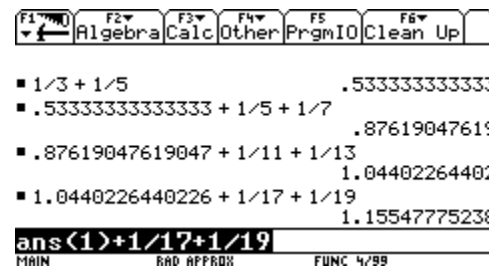 F1 F2 Algebra F3 Calc F4 Other F5 PrgmIO F6 Clean Up
1/3 + 1/5 .533333333333
.53333333333333 + 1/5 + 1/7
.87619047619
.87619047619047 + 1/11 + 1/13
1.04402264402
1.0440226440226 + 1/17 + 1/19
1.15547775238
ans(1)+1/17+1/19
MAIN RAD APPROX FUNC 4/99